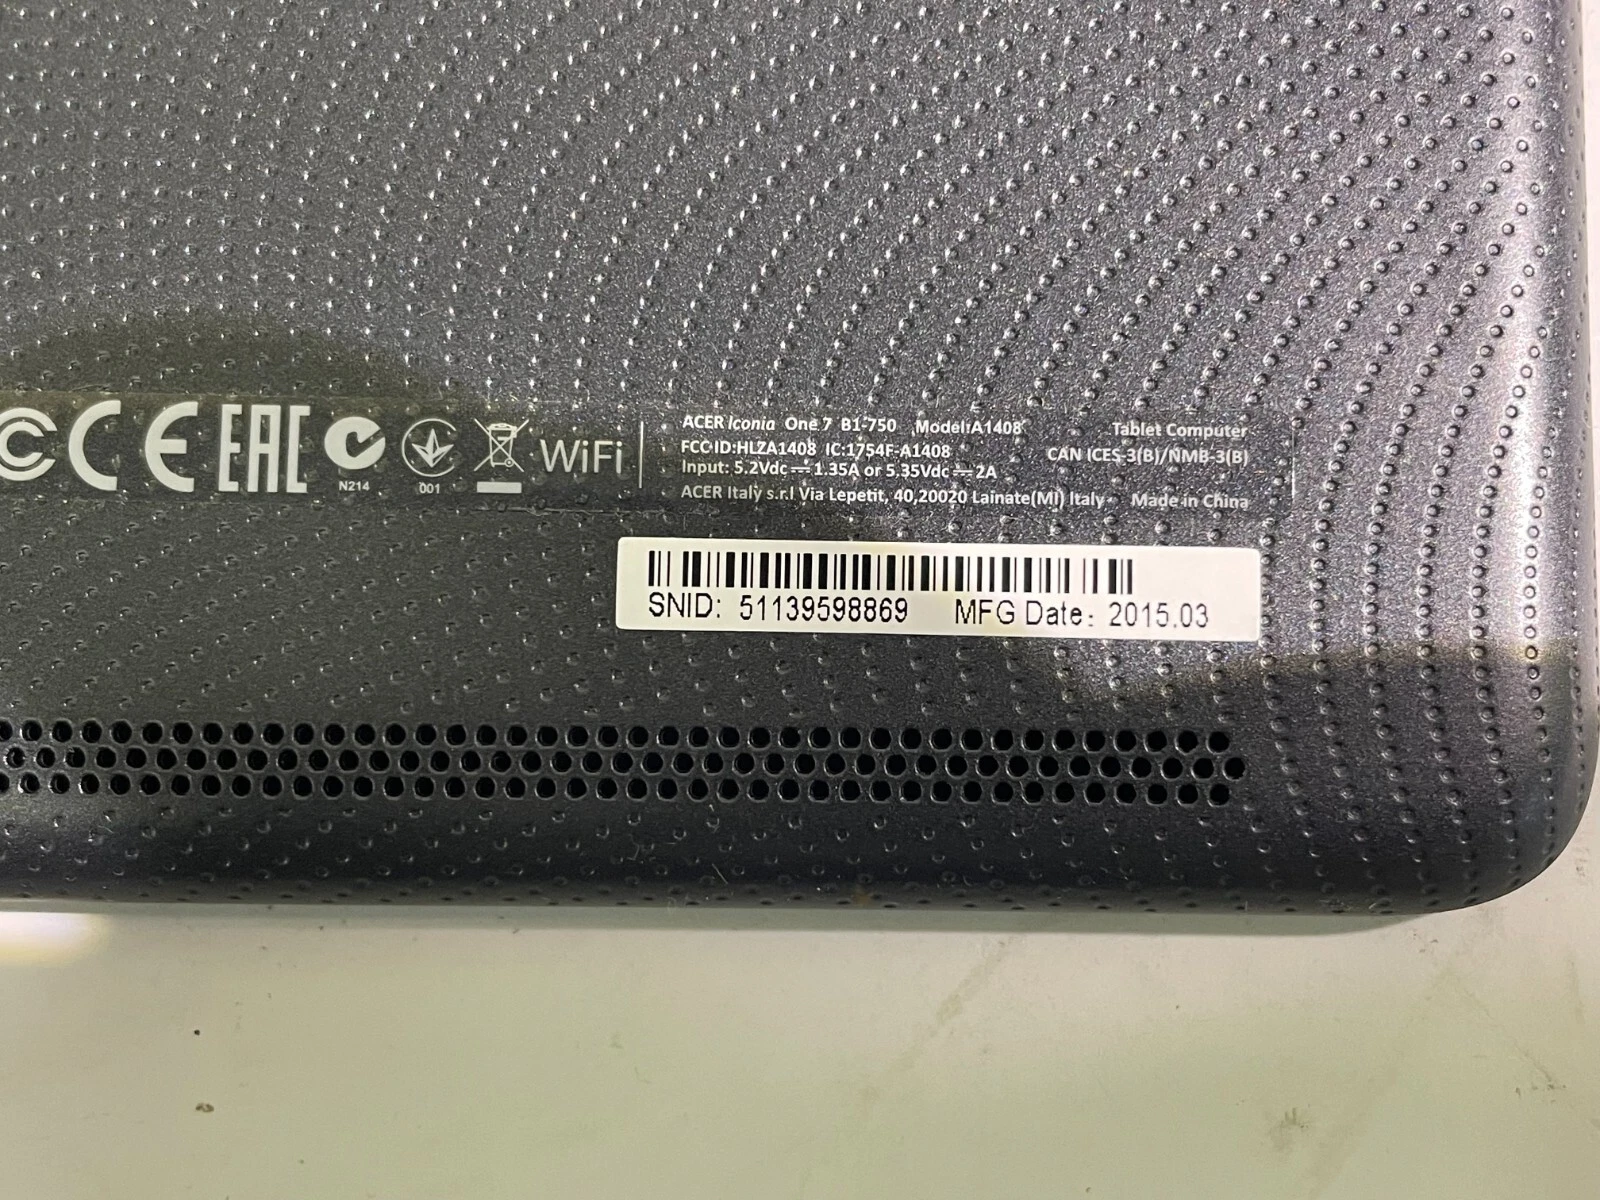 CE EAC N214 001 WiFi
ACER Iconia One 7 B1-750 Model:A1408 Tablet Computer
FCC ID:HLZA1408 IC:1754F-A1408 CAN ICES-3(B)/NMB-3(B)
Input: 5.2Vdc ⎓ 1.35A or 5.35Vdc ⎓ 2A
ACER Italy s.r.l Via Lepetit, 40,20020 Lainate(MI) Italy Made in China
SNID: 51139598869 MFG Date: 2015.03